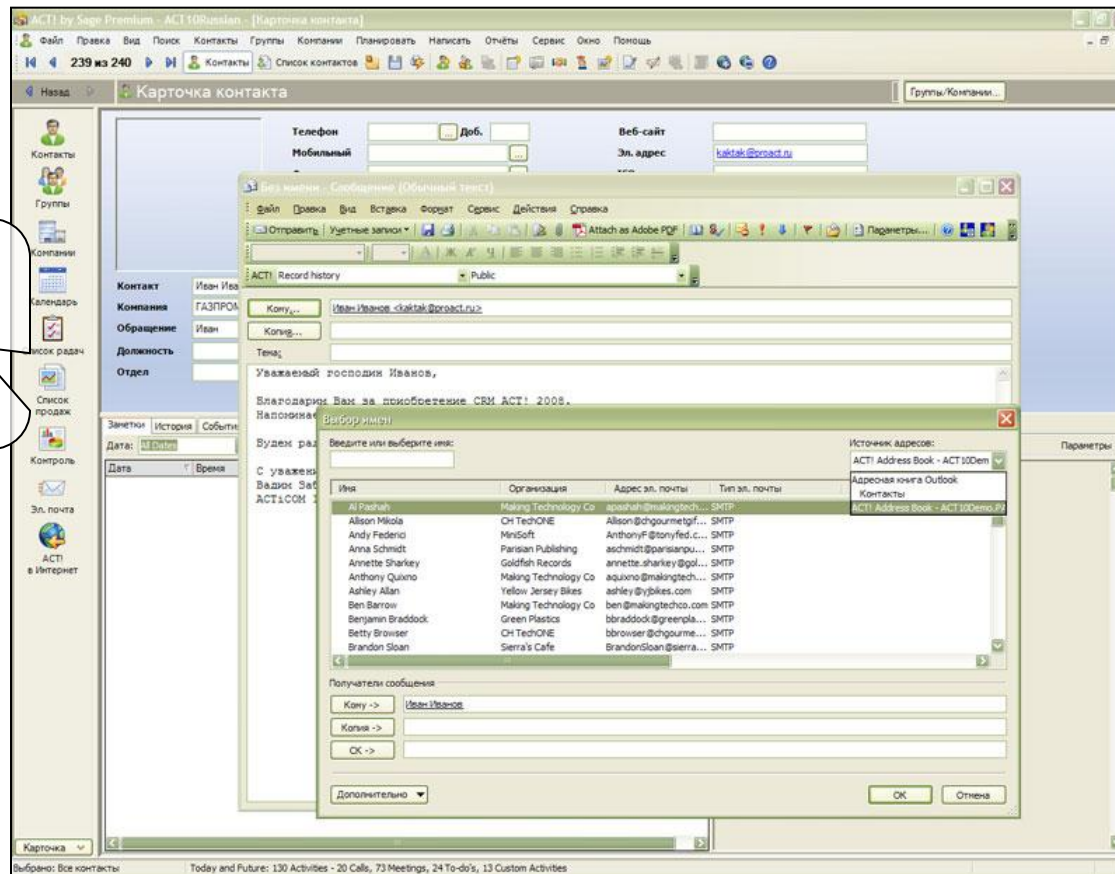 ACT! by Sage Premium - ACT10Russian - [Карточка контакта]
Файл Правка Вид Поиск Контакты Группы Компании Планировать Написать Отчёты Сервис Окно Помощь
239 из 240 Контакты Список контактов
Назад Карточка контакта Группы/Компании...
Контакты
Группы
Компании
Календарь
Список продаж
Контроль
Эл. почта
ACT! в Интернет
Карточка
Телефон Доб. Веб-сайт
Мобильный Эл. адрес kaktak@proact.ru
Контакт
Компания
Обращение Иван
Должность
Отдел
Заметки История
Дата: All Dates Параметры
Дата Время
Без имени - Сообщение (Обычный текст)
Файл Правка Вид Вставка Формат Сервис Действия Справка
Отправить Учетные записи Attach as Adobe PDF Параметры...
ACT! Record history Public
Кому... Иван Иванов <kaktak@proact.ru>
Копия...
Тема:
Уважаемый господин Иванов,
Благодарим Вам за приобретение CRM ACT! 2008.
Выбор имен
Введите или выберите имя: Источник адресов:
ACT! Address Book - ACT10Dem
Адресная книга Outlook
Контакты
ACT! Address Book - ACT10Demo.PA
Имя Организация Адрес эл. почты Тип эл. почты
Al Pashah Making Technology Co apashah@makingtech... SMTP
Allison Mikola CH TechONE Allison@chgourmetgif... SMTP
Andy Federici MiniSoft AnthonyF@tonyfed.c... SMTP
Anna Schmidt Parisian Publishing aschmidt@parisianpu... SMTP
Annette Sharkey Goldfish Records annette.sharkey@gol... SMTP
Anthony Quixno Making Technology Co aquixno@makingtech... SMTP
Ashley Allan Yellow Jersey Bikes ashley@yjbikes.com SMTP
Ben Barrow Making Technology Co ben@makingtechco.com SMTP
Benjamin Braddock Green Plastics bbraddock@greenpla... SMTP
Betty Browser CH TechONE bbrowser@chgourme... SMTP
Brandon Sloan Sierra's Cafe BrandonSloan@sierra... SMTP
Получатели сообщения
Кому -> Иван Иванов
Копия ->
СК ->
Дополнительно OK Отмена
Выбрано: Все контакты Today and Future: 130 Activities - 20 Calls, 73 Meetings, 24 To-do's, 13 Custom Activities